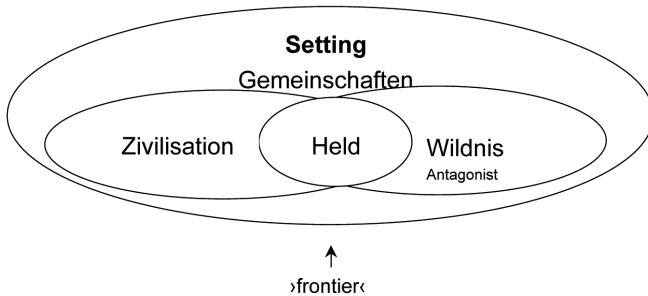 Setting
Gemeinschaften
Zivilisation Held Wildnis
Antagonist
›frontier‹